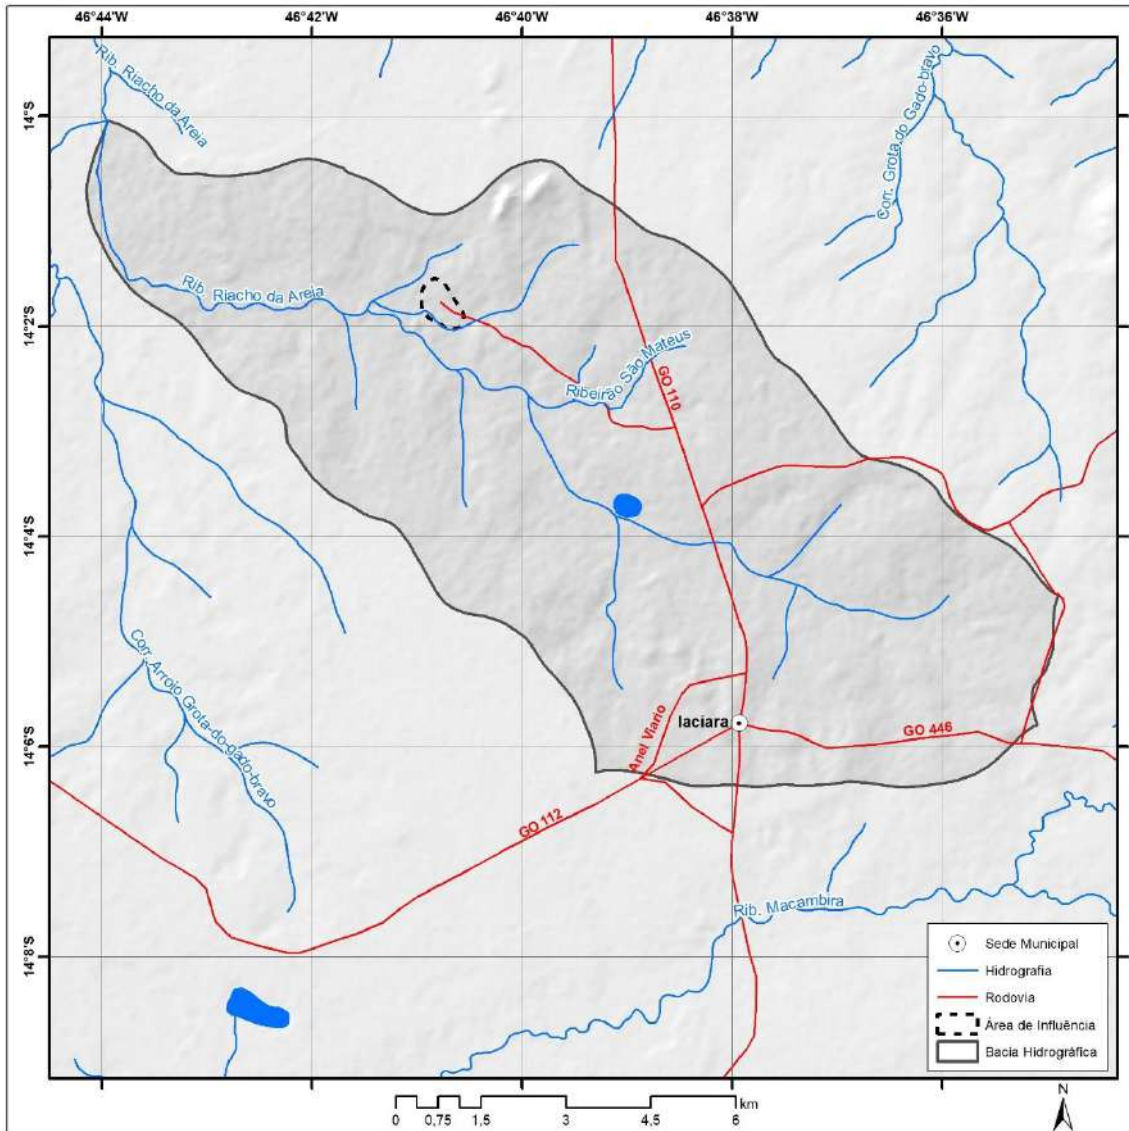 46°44'W
46°42'W
46°40'W
46°38'W
46°36'W
14°S
14°2'S
14°4'S
14°6'S
14°8'S
Rib. Riacho da Areia
Corr. Grota do Gado-bravo
Rib. Riacho da Areia
Ribeirão São Mateus
GO 110
Corr. Arroio Grota-do-gado-bravo
Iaciara
Anel Viario
GO 446
GO 112
Rib. Macambira
Sede Municipal
Hidrografia
Rodovia
Área de Influência
Bacia Hidrográfica
km
0 0,75 1,5 3 4,5 6
N